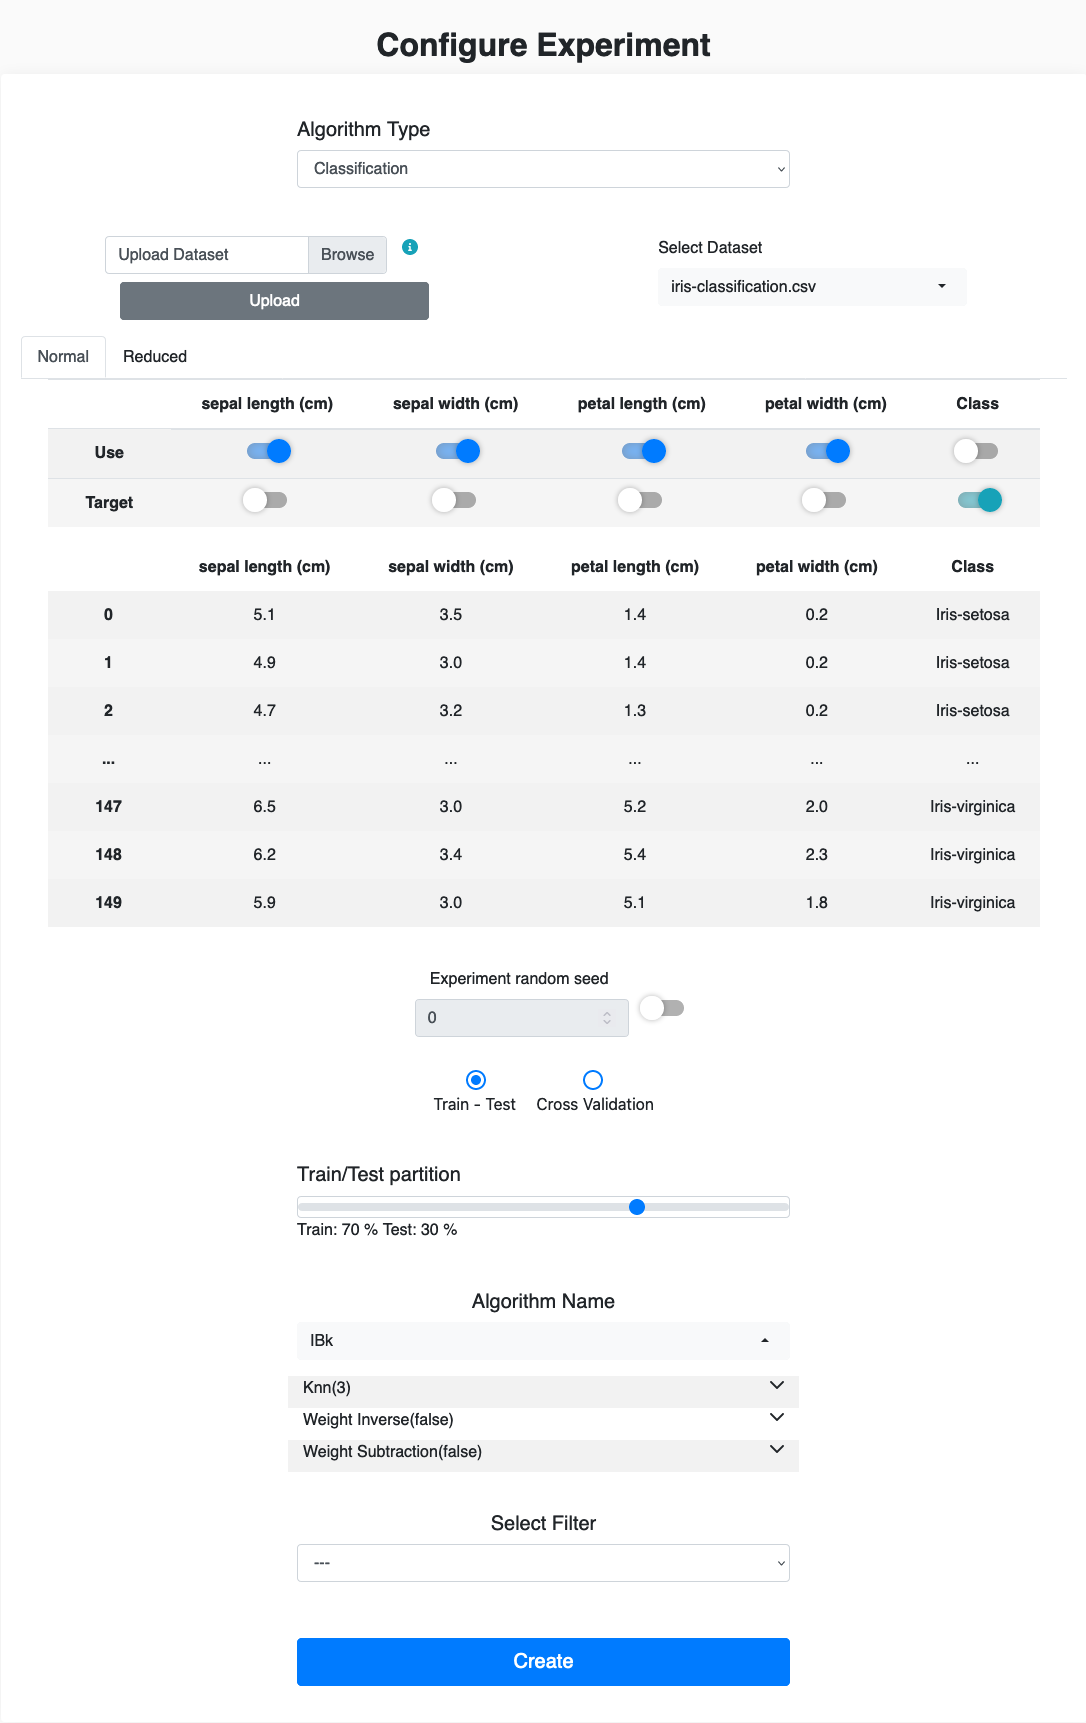 Configure Experiment
Algorithm Type
Classification
Upload Dataset Browse
Upload
Select Dataset
iris-classification.csv
Normal Reduced
sepal length (cm) sepal width (cm) petal length (cm) petal width (cm) Class
Use
Target
sepal length (cm) sepal width (cm) petal length (cm) petal width (cm) Class
0 5.1 3.5 1.4 0.2 Iris-setosa
1 4.9 3.0 1.4 0.2 Iris-setosa
2 4.7 3.2 1.3 0.2 Iris-setosa
... ... ... ... ... ...
147 6.5 3.0 5.2 2.0 Iris-virginica
148 6.2 3.4 5.4 2.3 Iris-virginica
149 5.9 3.0 5.1 1.8 Iris-virginica
Experiment random seed
0
Train - Test Cross Validation
Train/Test partition
Train: 70 % Test: 30 %
Algorithm Name
IBk
Knn(3)
Weight Inverse(false)
Weight Subtraction(false)
Select Filter
---
Create